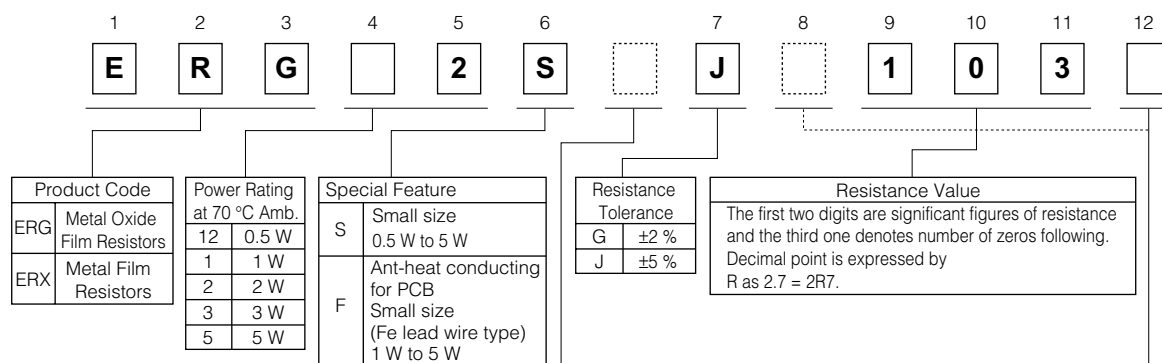 1 2 3 4 5 6 7 8 9 10 11 12
E R G 2 S J 1 0 3
Product Code
ERG Metal Oxide
Film Resistors
ERX Metal Film
Resistors
Power Rating
at 70 °C Amb.
12 0.5 W
1 1 W
2 2 W
3 3 W
5 5 W
Special Feature
S Small size
0.5 W to 5 W
F Ant-heat conducting
for PCB
Small size
(Fe lead wire type)
1 W to 5 W
Resistance
Tolerance
G ±2 %
J ±5 %
Resistance Value
The first two digits are significant figures of resistance
and the third one denotes number of zeros following.
Decimal point is expressed by
R as 2.7 = 2R7.